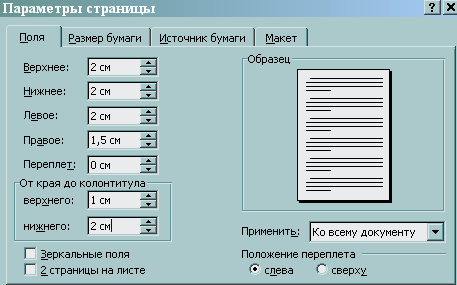 Параметры страницы
Поля
Размер бумаги
Источник бумаги
Макет
Верхнее: 2 см
Нижнее: 2 см
Левое: 2 см
Правое: 1,5 см
Переплет: 0 см
От края до колонтитула
верхнего: 1 см
нижнего: 2 см
Зеркальные поля
2 страницы на листе
Образец
Применить: Ко всему документу
Положение переплета
слева
сверху